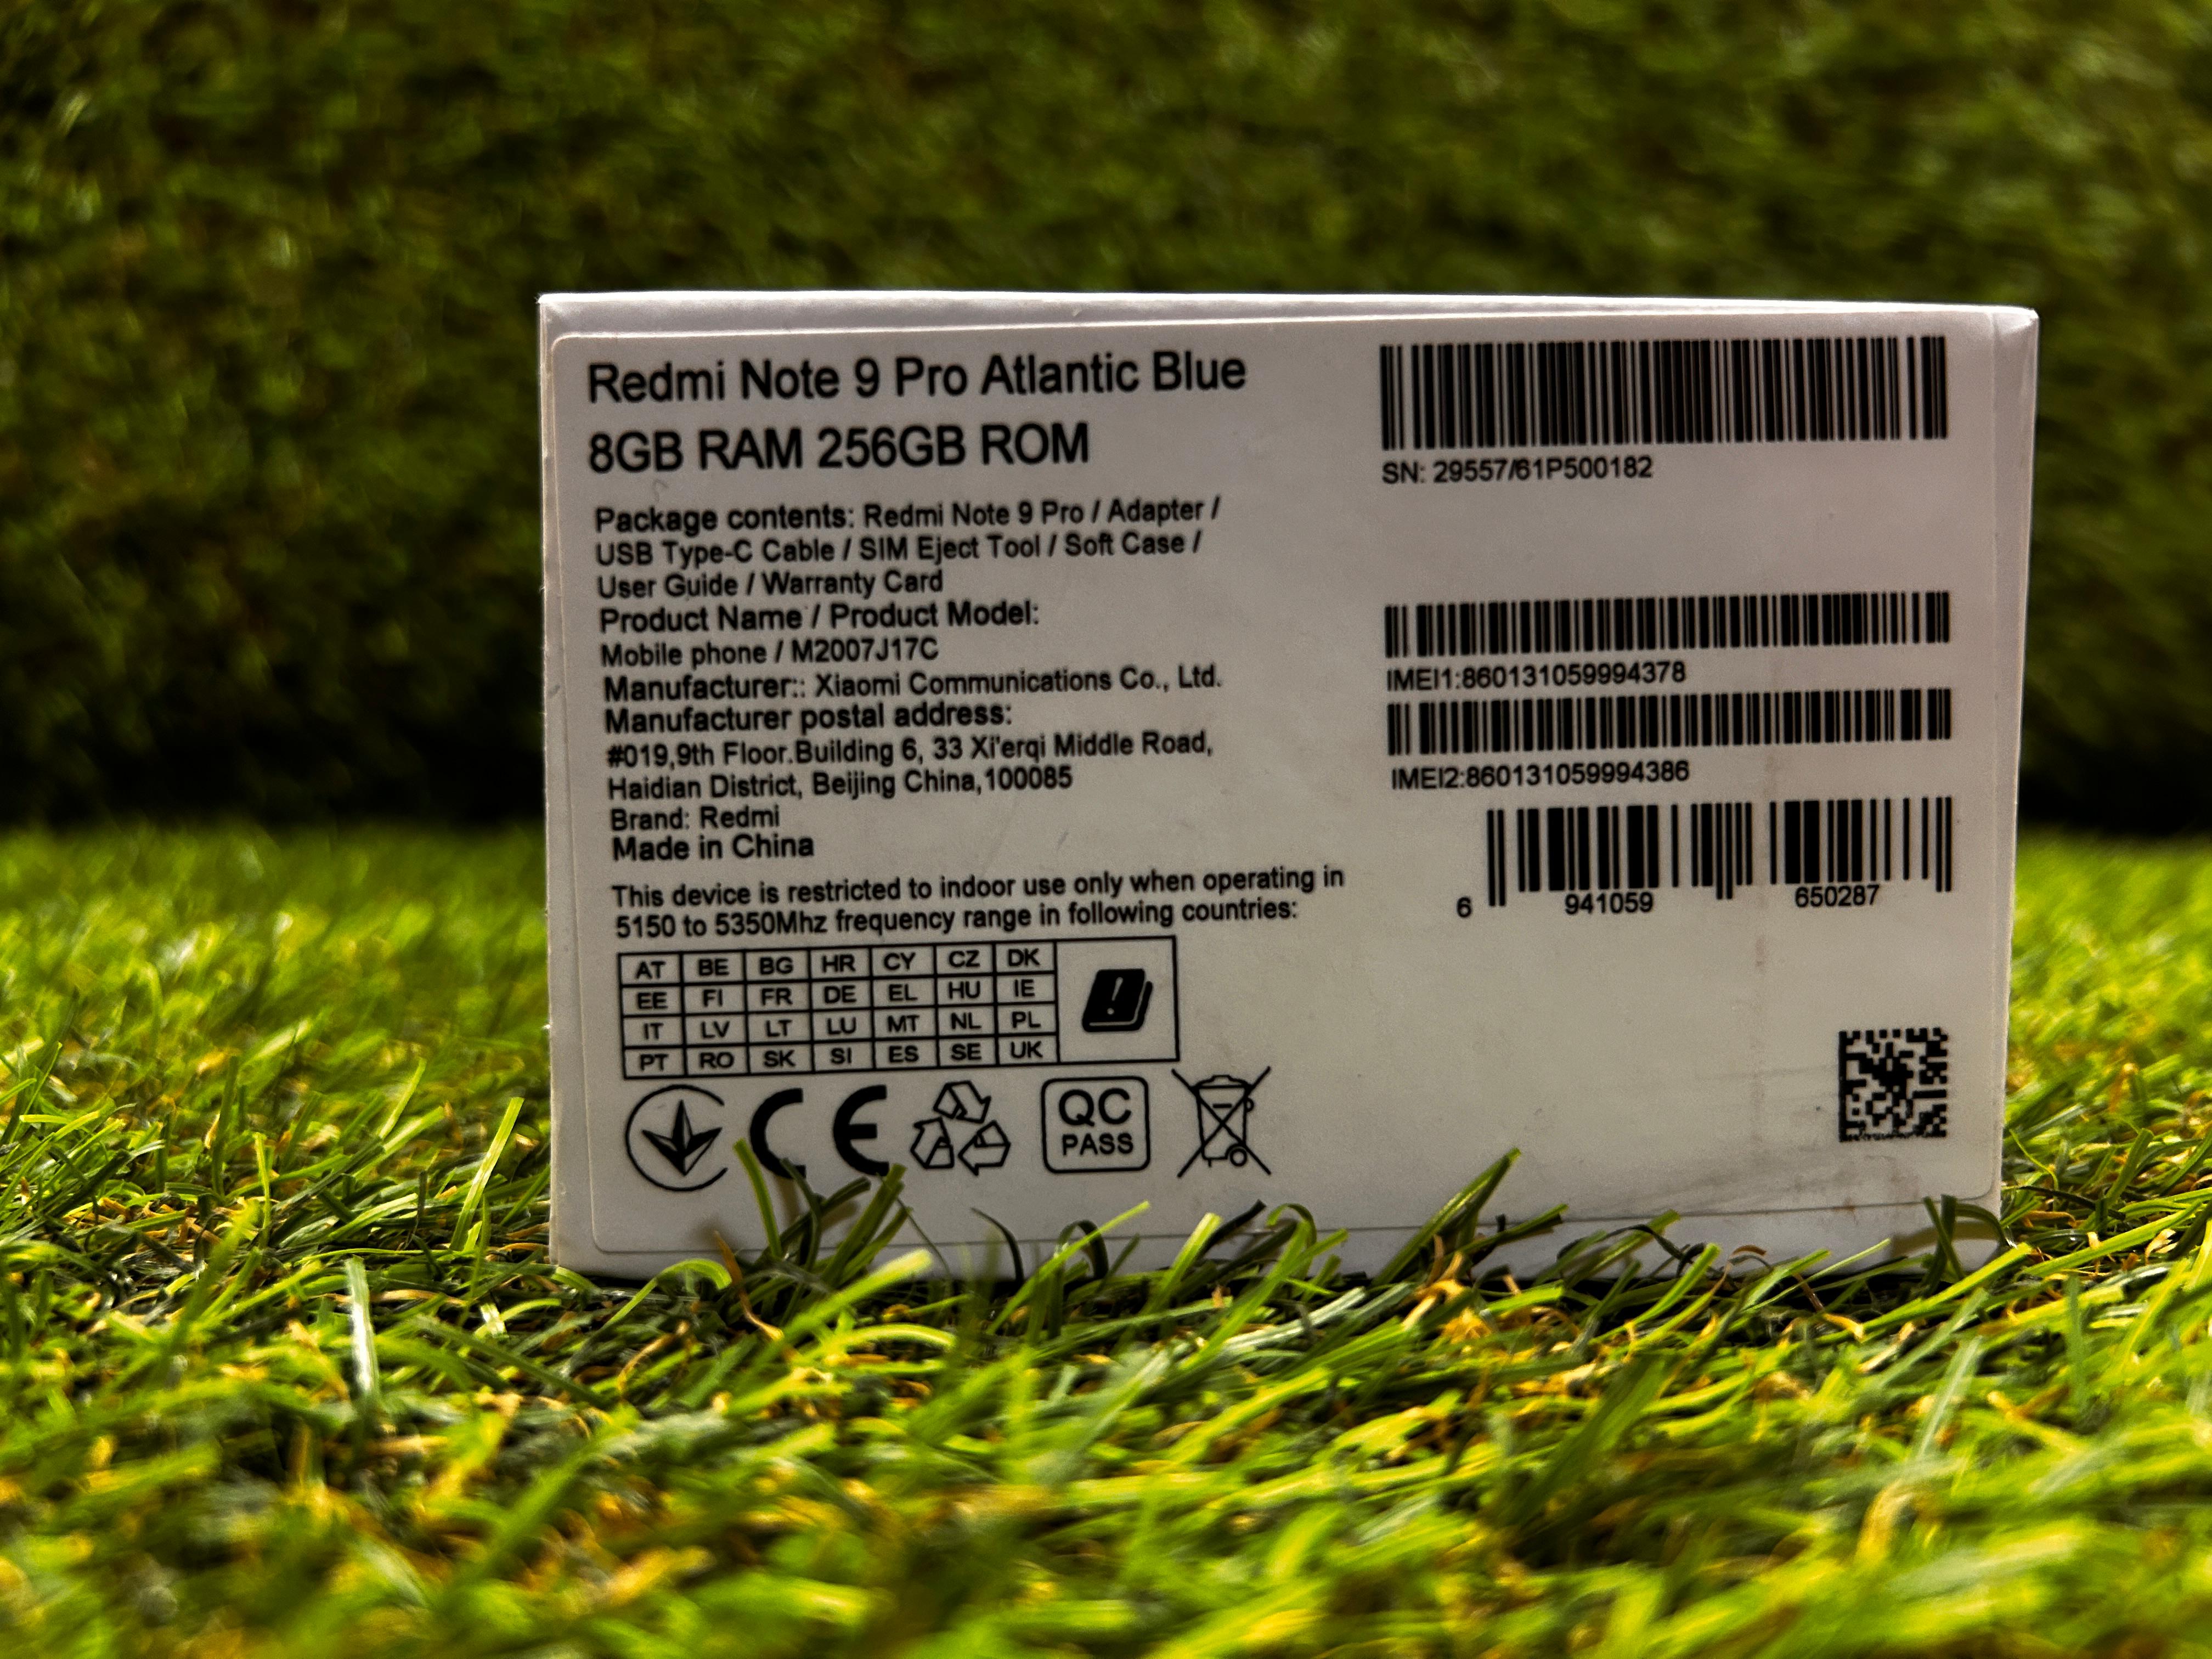 Redmi Note 9 Pro Atlantic Blue
8GB RAM 256GB ROM
Package contents: Redmi Note 9 Pro / Adapter /
USB Type-C Cable / SIM Eject Tool / Soft Case /
User Guide / Warranty Card
Product Name / Product Model:
Mobile phone / M2007J17C
Manufacturer:: Xiaomi Communications Co., Ltd.
Manufacturer postal address:
#019,9th Floor.Building 6, 33 Xi'erqi Middle Road,
Haidian District, Beijing China,100085
Brand: Redmi
Made in China
This device is restricted to indoor use only when operating in
5150 to 5350Mhz frequency range in following countries:
AT BE BG HR CY CZ DK
EE FI FR DE EL HU IE
IT LV LT LU MT NL PL
PT RO SK SI ES SE UK
CE
QC
PASS
SN: 29557/61P500182
IMEI1:860131059994378
IMEI2:860131059994386
6 941059 650287